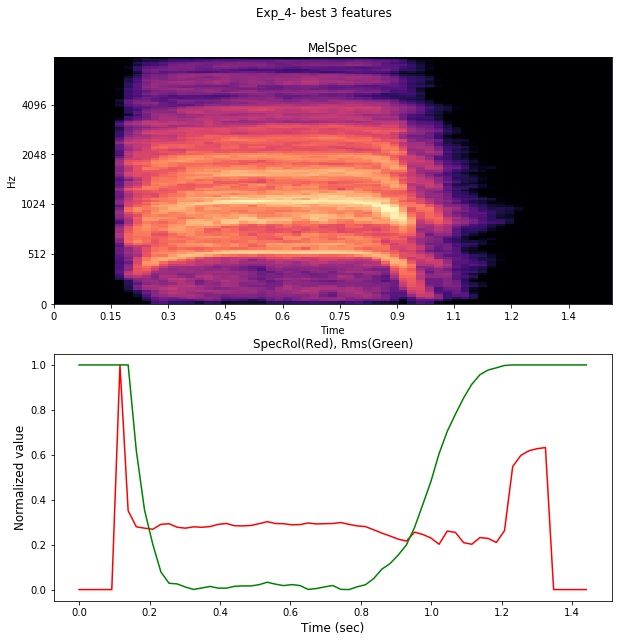 Exp_4- best 3 features
MelSpec
4096
2048
1024
512
0
Hz
0 0.15 0.3 0.45 0.6 0.75 0.9 1.1 1.2 1.4
Time
SpecRol(Red), Rms(Green)
1.0
0.8
0.6
0.4
0.2
0.0
Normalized value
0.0 0.2 0.4 0.6 0.8 1.0 1.2 1.4
Time (sec)